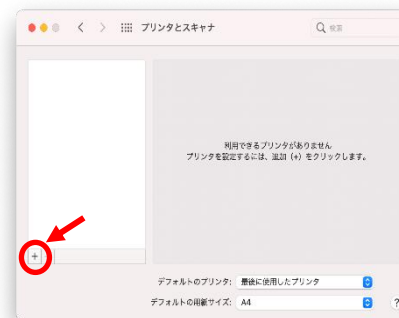 プリンタとスキャナ
検索
利用できるプリンタがありません
プリンタを設定するには、追加（+）をクリックします。
+
デフォルトのプリンタ: 最後に使用したプリンタ
デフォルトの用紙サイズ: A4
?